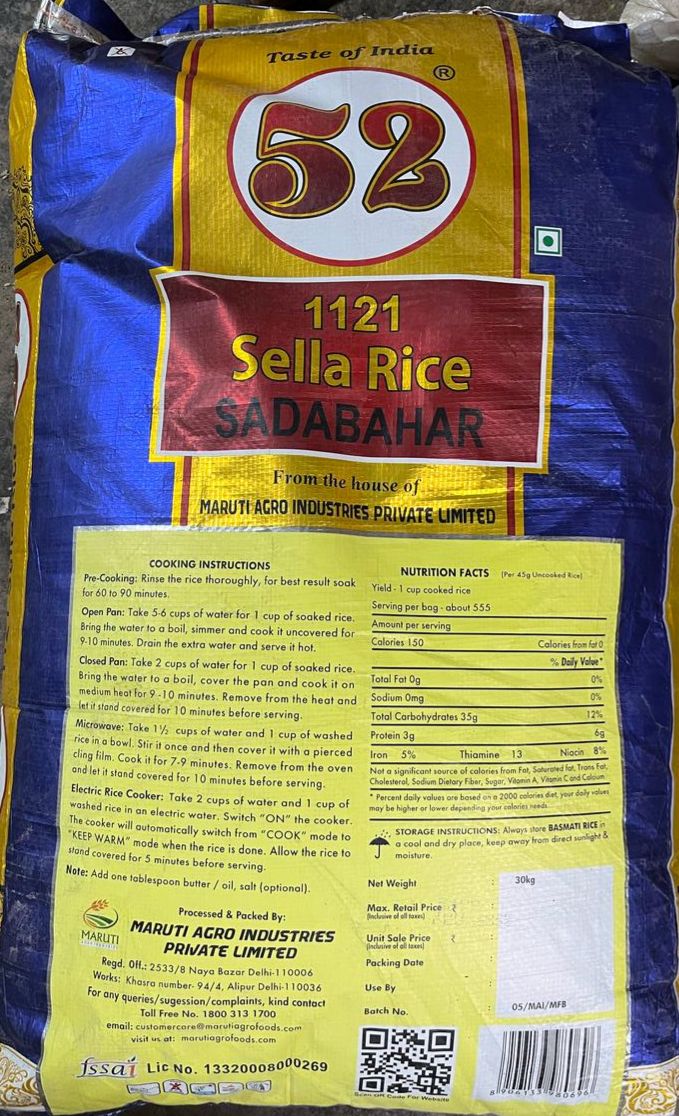 Taste of India
®
52
1121
Sella Rice
SADABAHAR
From the house of
MARUTI AGRO INDUSTRIES PRIVATE LIMITED
COOKING INSTRUCTIONS
Pre-Cooking: Rinse the rice thoroughly, for best result soak
for 60 to 90 minutes.
Open Pan: Take 5-6 cups of water for 1 cup of soaked rice.
Bring the water to a boil, simmer and cook it uncovered for
9-10 minutes. Drain the extra water and serve it hot.
Closed Pan: Take 2 cups of water for 1 cup of soaked rice.
Bring the water to a boil, cover the pan and cook it on
medium heat for 9 -10 minutes. Remove from the heat and
let it stand covered for 10 minutes before serving.
Microwave: Take 1½ cups of water and 1 cup of washed
rice in a bowl. Stir it once and then cover it with a pierced
cling film. Cook it for 7-9 minutes. Remove from the oven
and let it stand covered for 10 minutes before serving.
Electric Rice Cooker: Take 2 cups of water and 1 cup of
washed rice in an electric water. Switch "ON" the cooker.
The cooker will automatically switch from "COOK" mode to
"KEEP WARM" mode when the rice is done. Allow the rice to
stand covered for 5 minutes before serving.
Note: Add one tablespoon butter / oil, salt (optional).
MARUTI
Processed & Packed By:
MARUTI AGRO INDUSTRIES
PRIVATE LIMITED
Regd. Off.: 2533/8 Naya Bazar Delhi-110006
Works: Khasra number- 94/4, Alipur Delhi-110036
For any queries/sugession/complaints, kind contact
Toll Free No. 1800 313 1700
email: customercare@marutiagrofoods.com
visit us at: marutiagrofoods.com
fssai Lic No. 13320008000269
NUTRITION FACTS (Per 45g Uncooked Rice)
Yield - 1 cup cooked rice
Serving per bag - about 555
Amount per serving
Calories 150 Calories from fat 0
% Daily Value*
Total Fat 0g 0%
Sodium 0mg 0%
Total Carbohydrates 35g 12%
Protein 3g 6g
Iron 5% Thiamine 13 Niacin 8%
Not a significant source of calories from Fat, Saturated fat, Trans Fat,
Cholesterol, Sodium Dietary Fiber, Sugar, Vitamin A, Vitamin C and Calcium
* Percent daily values are based on a 2000 calories diet, your daily values
may be higher or lower depending your calories needs
STORAGE INSTRUCTIONS: Always store BASMATI RICE in
a cool and dry place, keep away from direct sunlight &
moisture.
Net Weight : 30kg
Max. Retail Price ₹ :
(Inclusive of all taxes)
Unit Sale Price ₹ :
(Inclusive of all taxes)
Packing Date :
Use By :
Batch No. : 05/MAI/MFB
Scan QR Code For Website
8 906133 980696